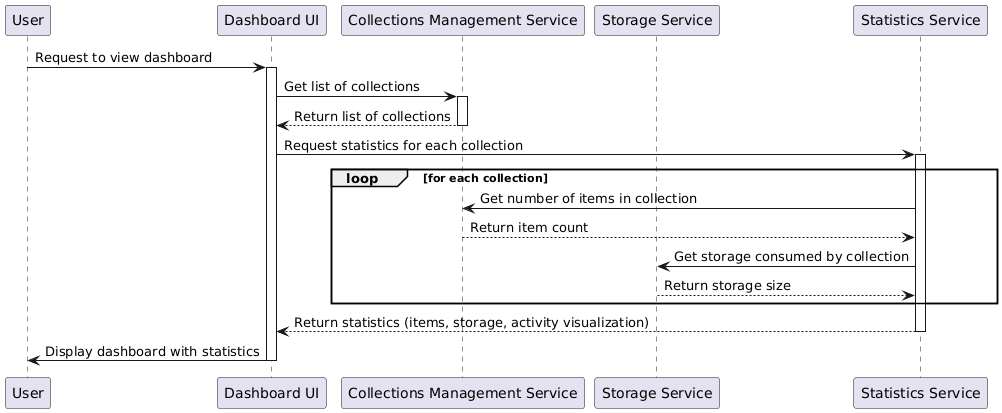 User
Dashboard UI
Collections Management Service
Storage Service
Statistics Service
Request to view dashboard
Get list of collections
Return list of collections
Request statistics for each collection
loop
[for each collection]
Get number of items in collection
Return item count
Get storage consumed by collection
Return storage size
Return statistics (items, storage, activity visualization)
Display dashboard with statistics
User
Dashboard UI
Collections Management Service
Storage Service
Statistics Service